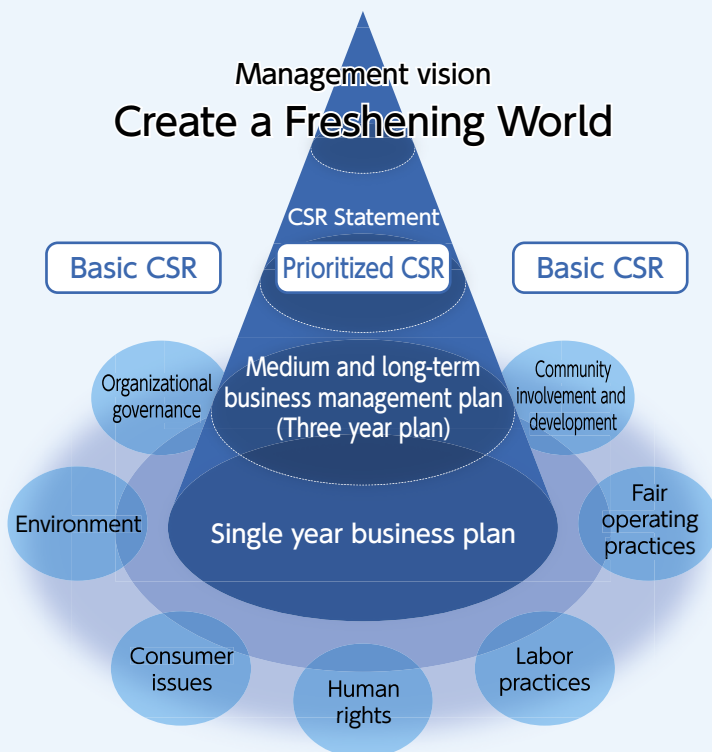 Management vision
Create a Freshening World
CSR Statement
Basic CSR
Prioritized CSR
Basic CSR
Organizational
governance
Medium and long-term
business management plan
(Three year plan)
Community
involvement and
development
Environment
Single year business plan
Fair
operating
practices
Consumer
issues
Human
rights
Labor
practices